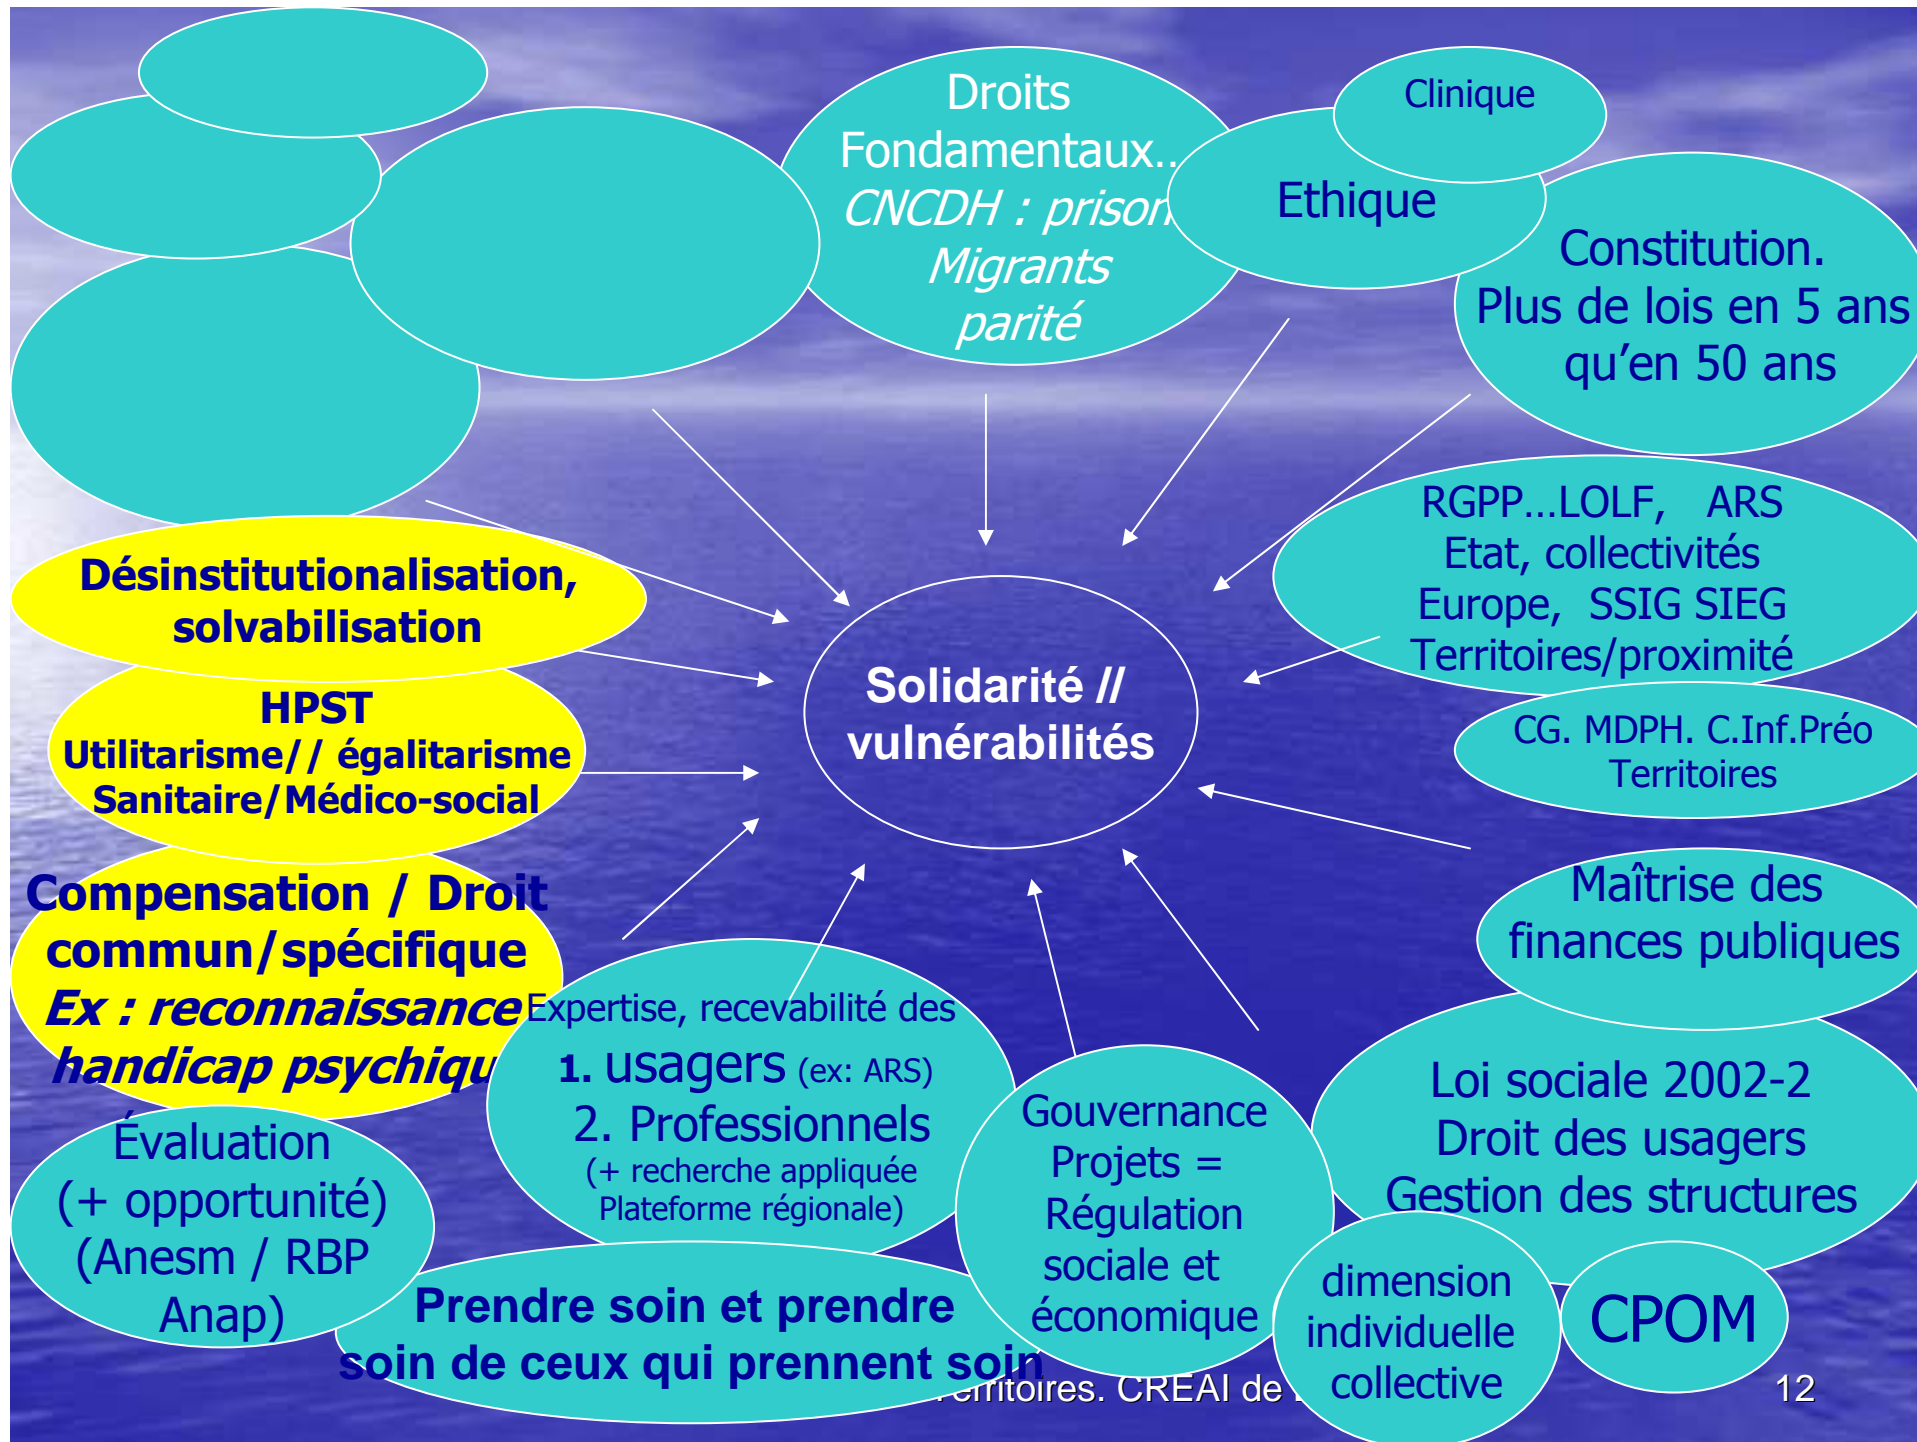 Droits
Fondamentaux..
CNCDH : prison
Migrants
parité
Clinique
Ethique
Constitution.
Plus de lois en 5 ans
qu’en 50 ans
RGPP…LOLF, ARS
Etat, collectivités
Europe, SSIG SIEG
Territoires/proximité
CG. MDPH. C.Inf.Préo
Territoires
Désinstitutionalisation,
solvabilisation
HPST
Utilitarisme// égalitarisme
Sanitaire/Médico-social
Solidarité //
vulnérabilités
Maîtrise des
finances publiques
Compensation / Droit
commun/spécifique
Ex : reconnaissance
handicap psychiqu
Expertise, recevabilité des
1. usagers (ex: ARS)
2. Professionnels
(+ recherche appliquée
Plateforme régionale)
Gouvernance
Projets =
Régulation
sociale et
économique
Loi sociale 2002-2
Droit des usagers
Gestion des structures
Évaluation
(+ opportunité)
(Anesm / RBP
Anap)
Prendre soin et prendre
soin de ceux qui prennent soin
dimension
individuelle
collective
CPOM
erritoires. CREAI de
12